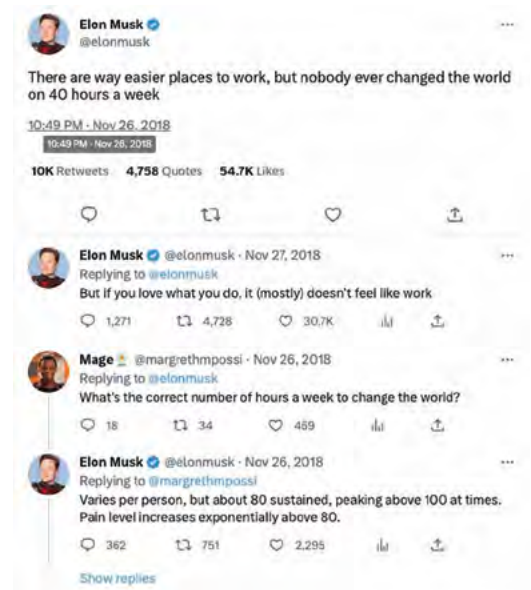 Elon Musk
@elonmusk
There are way easier places to work, but nobody ever changed the world
on 40 hours a week
10:49 PM · Nov 26, 2018
10:49 PM · Nov 26, 2018
10K Retweets 4,758 Quotes 54.7K Likes
Elon Musk @elonmusk · Nov 27, 2018
Replying to @elonmusk
But if you love what you do, it (mostly) doesn't feel like work
1,271 4,728 30.7K
Mage @margrethmpossi · Nov 26, 2018
Replying to @elonmusk
What's the correct number of hours a week to change the world?
18 34 469
Elon Musk @elonmusk · Nov 26, 2018
Replying to @margrethmpossi
Varies per person, but about 80 sustained, peaking above 100 at times.
Pain level increases exponentially above 80.
362 751 2,295
Show replies